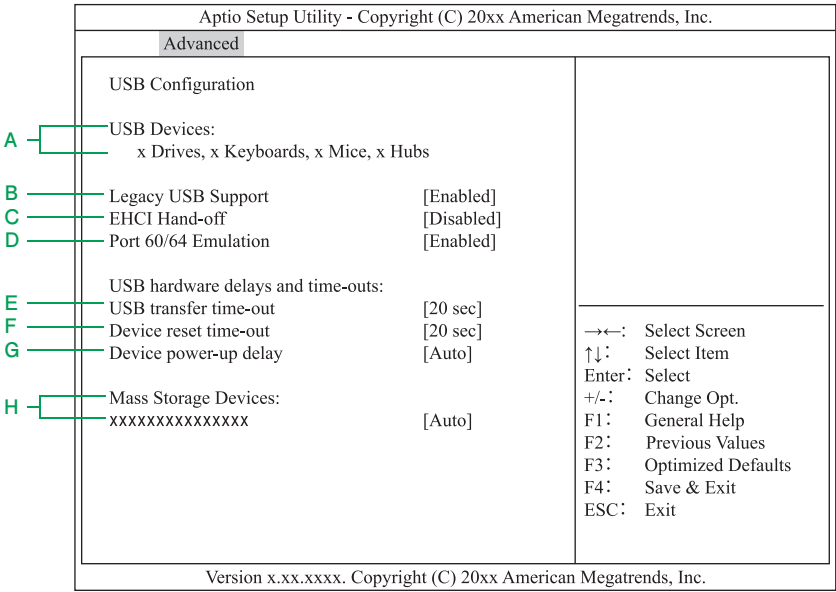 Aptio Setup Utility - Copyright (C) 20xx American Megatrends, Inc.
Advanced
USB Configuration
A
USB Devices:
x Drives, x Keyboards, x Mice, x Hubs
B Legacy USB Support [Enabled]
C EHCI Hand-off [Disabled]
D Port 60/64 Emulation [Enabled]
USB hardware delays and time-outs:
E USB transfer time-out [20 sec]
F Device reset time-out [20 sec]
G Device power-up delay [Auto]
H
Mass Storage Devices:
xxxxxxxxxxxxxxx [Auto]
→←: Select Screen
↑↓: Select Item
Enter: Select
+/-: Change Opt.
F1: General Help
F2: Previous Values
F3: Optimized Defaults
F4: Save & Exit
ESC: Exit
Version x.xx.xxxx. Copyright (C) 20xx American Megatrends, Inc.